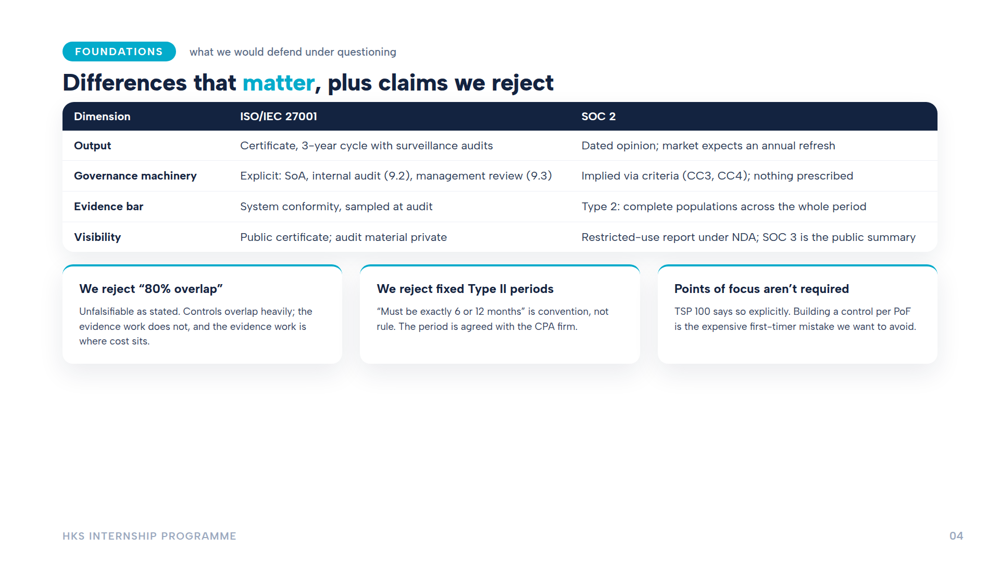 FOUNDATIONS what we would defend under questioning
Differences that matter, plus claims we reject
Dimension ISO/IEC 27001 SOC 2
Output Certificate, 3-year cycle with surveillance audits Dated opinion; market expects an annual refresh
Governance machinery Explicit: SoA, internal audit (9.2), management review (9.3) Implied via criteria (CC3, CC4); nothing prescribed
Evidence bar System conformity, sampled at audit Type 2: complete populations across the whole period
Visibility Public certificate; audit material private Restricted-use report under NDA; SOC 3 is the public summary
We reject “80% overlap”
Unfalsifiable as stated. Controls overlap heavily; the
evidence work does not, and the evidence work is
where cost sits.
We reject fixed Type II periods
“Must be exactly 6 or 12 months” is convention, not
rule. The period is agreed with the CPA firm.
Points of focus aren’t required
TSP 100 says so explicitly. Building a control per PoF
is the expensive first-timer mistake we want to avoid.
HKS INTERNSHIP PROGRAMME 04